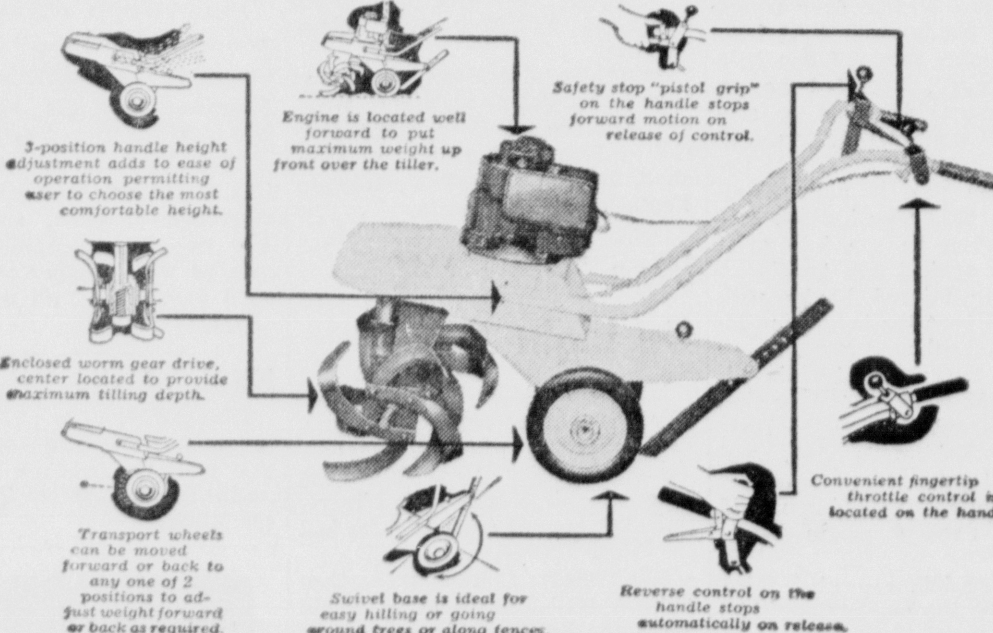 3-position handle height
adjustment adds to ease of
operation permitting
user to choose the most
comfortable height.
Engine is located well
forward to put
maximum weight up
front over the tiller.
Safety stop "pistol grip"
on the handle stops
forward motion on
release of control.
Enclosed worm gear drive,
center located to provide
maximum tilling depth.
Transport wheels
can be moved
forward or back to
any one of 2
positions to ad-
just weight forward
or back as required.
Swivel base is ideal for
easy hilling or going
around trees or along fences
Reverse control on the
handle stops
automatically on release.
Convenient fingertip
throttle control
located on the